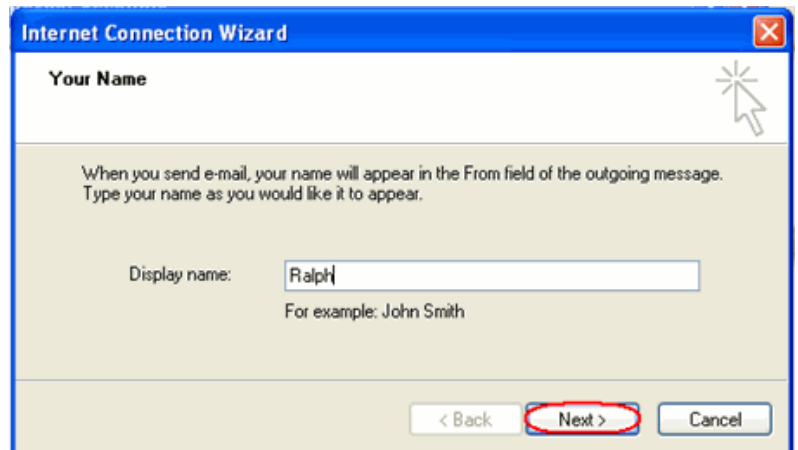 Internet Connection Wizard
Your Name
When you send e-mail, your name will appear in the From field of the outgoing message.
Type your name as you would like it to appear.
Display name: Ralph
For example: John Smith
< Back Next > Cancel